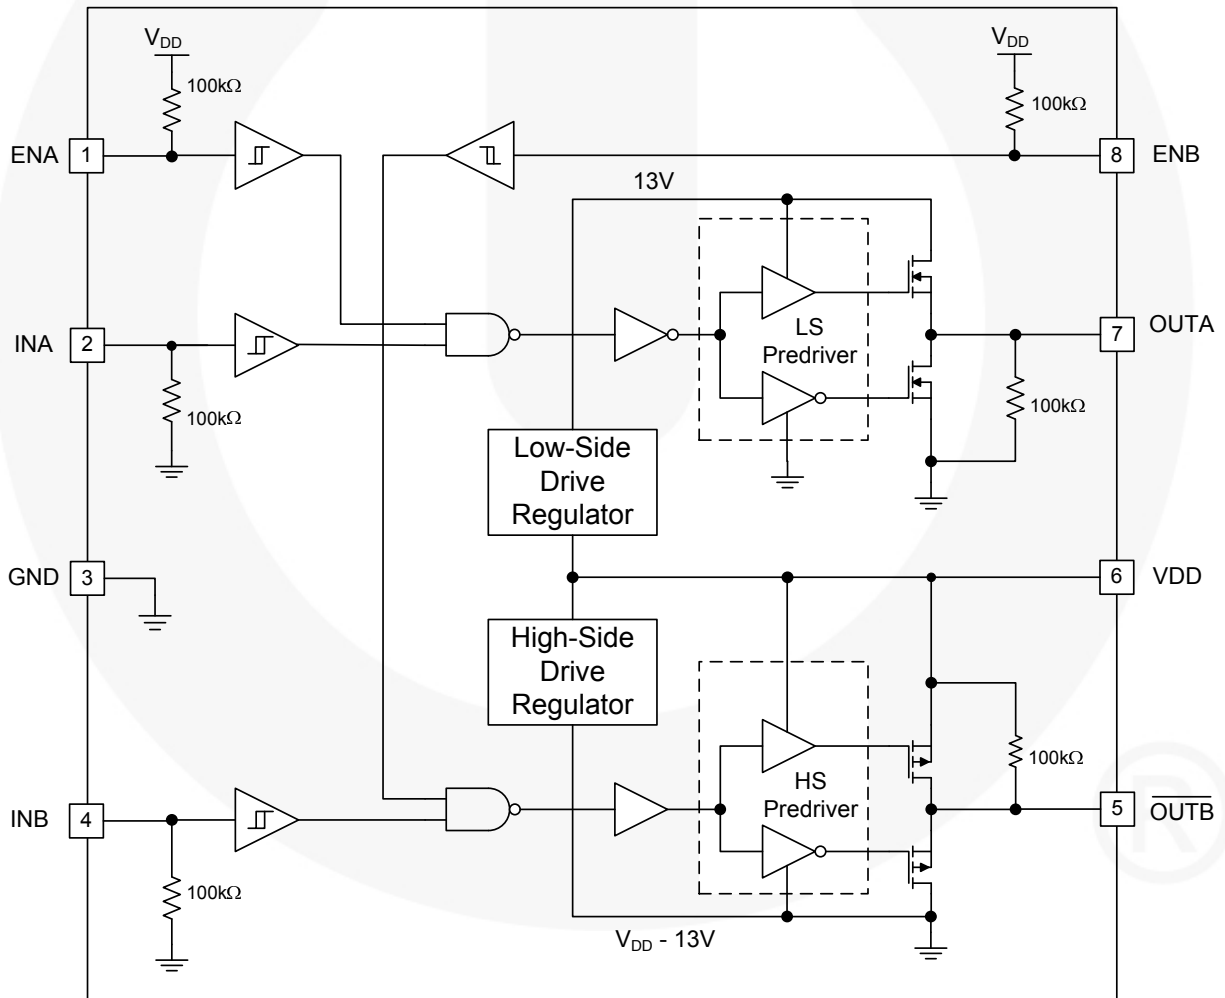 V_DD
100kΩ
V_DD
100kΩ
ENA
1
8
ENB
13V
INA
2
100kΩ
LS
Predriver
7
OUTA
100kΩ
Low-Side
Drive
Regulator
GND
3
6
VDD
High-Side
Drive
Regulator
100kΩ
HS
Predriver
INB
4
5
OUTB
100kΩ
V_DD - 13V
®